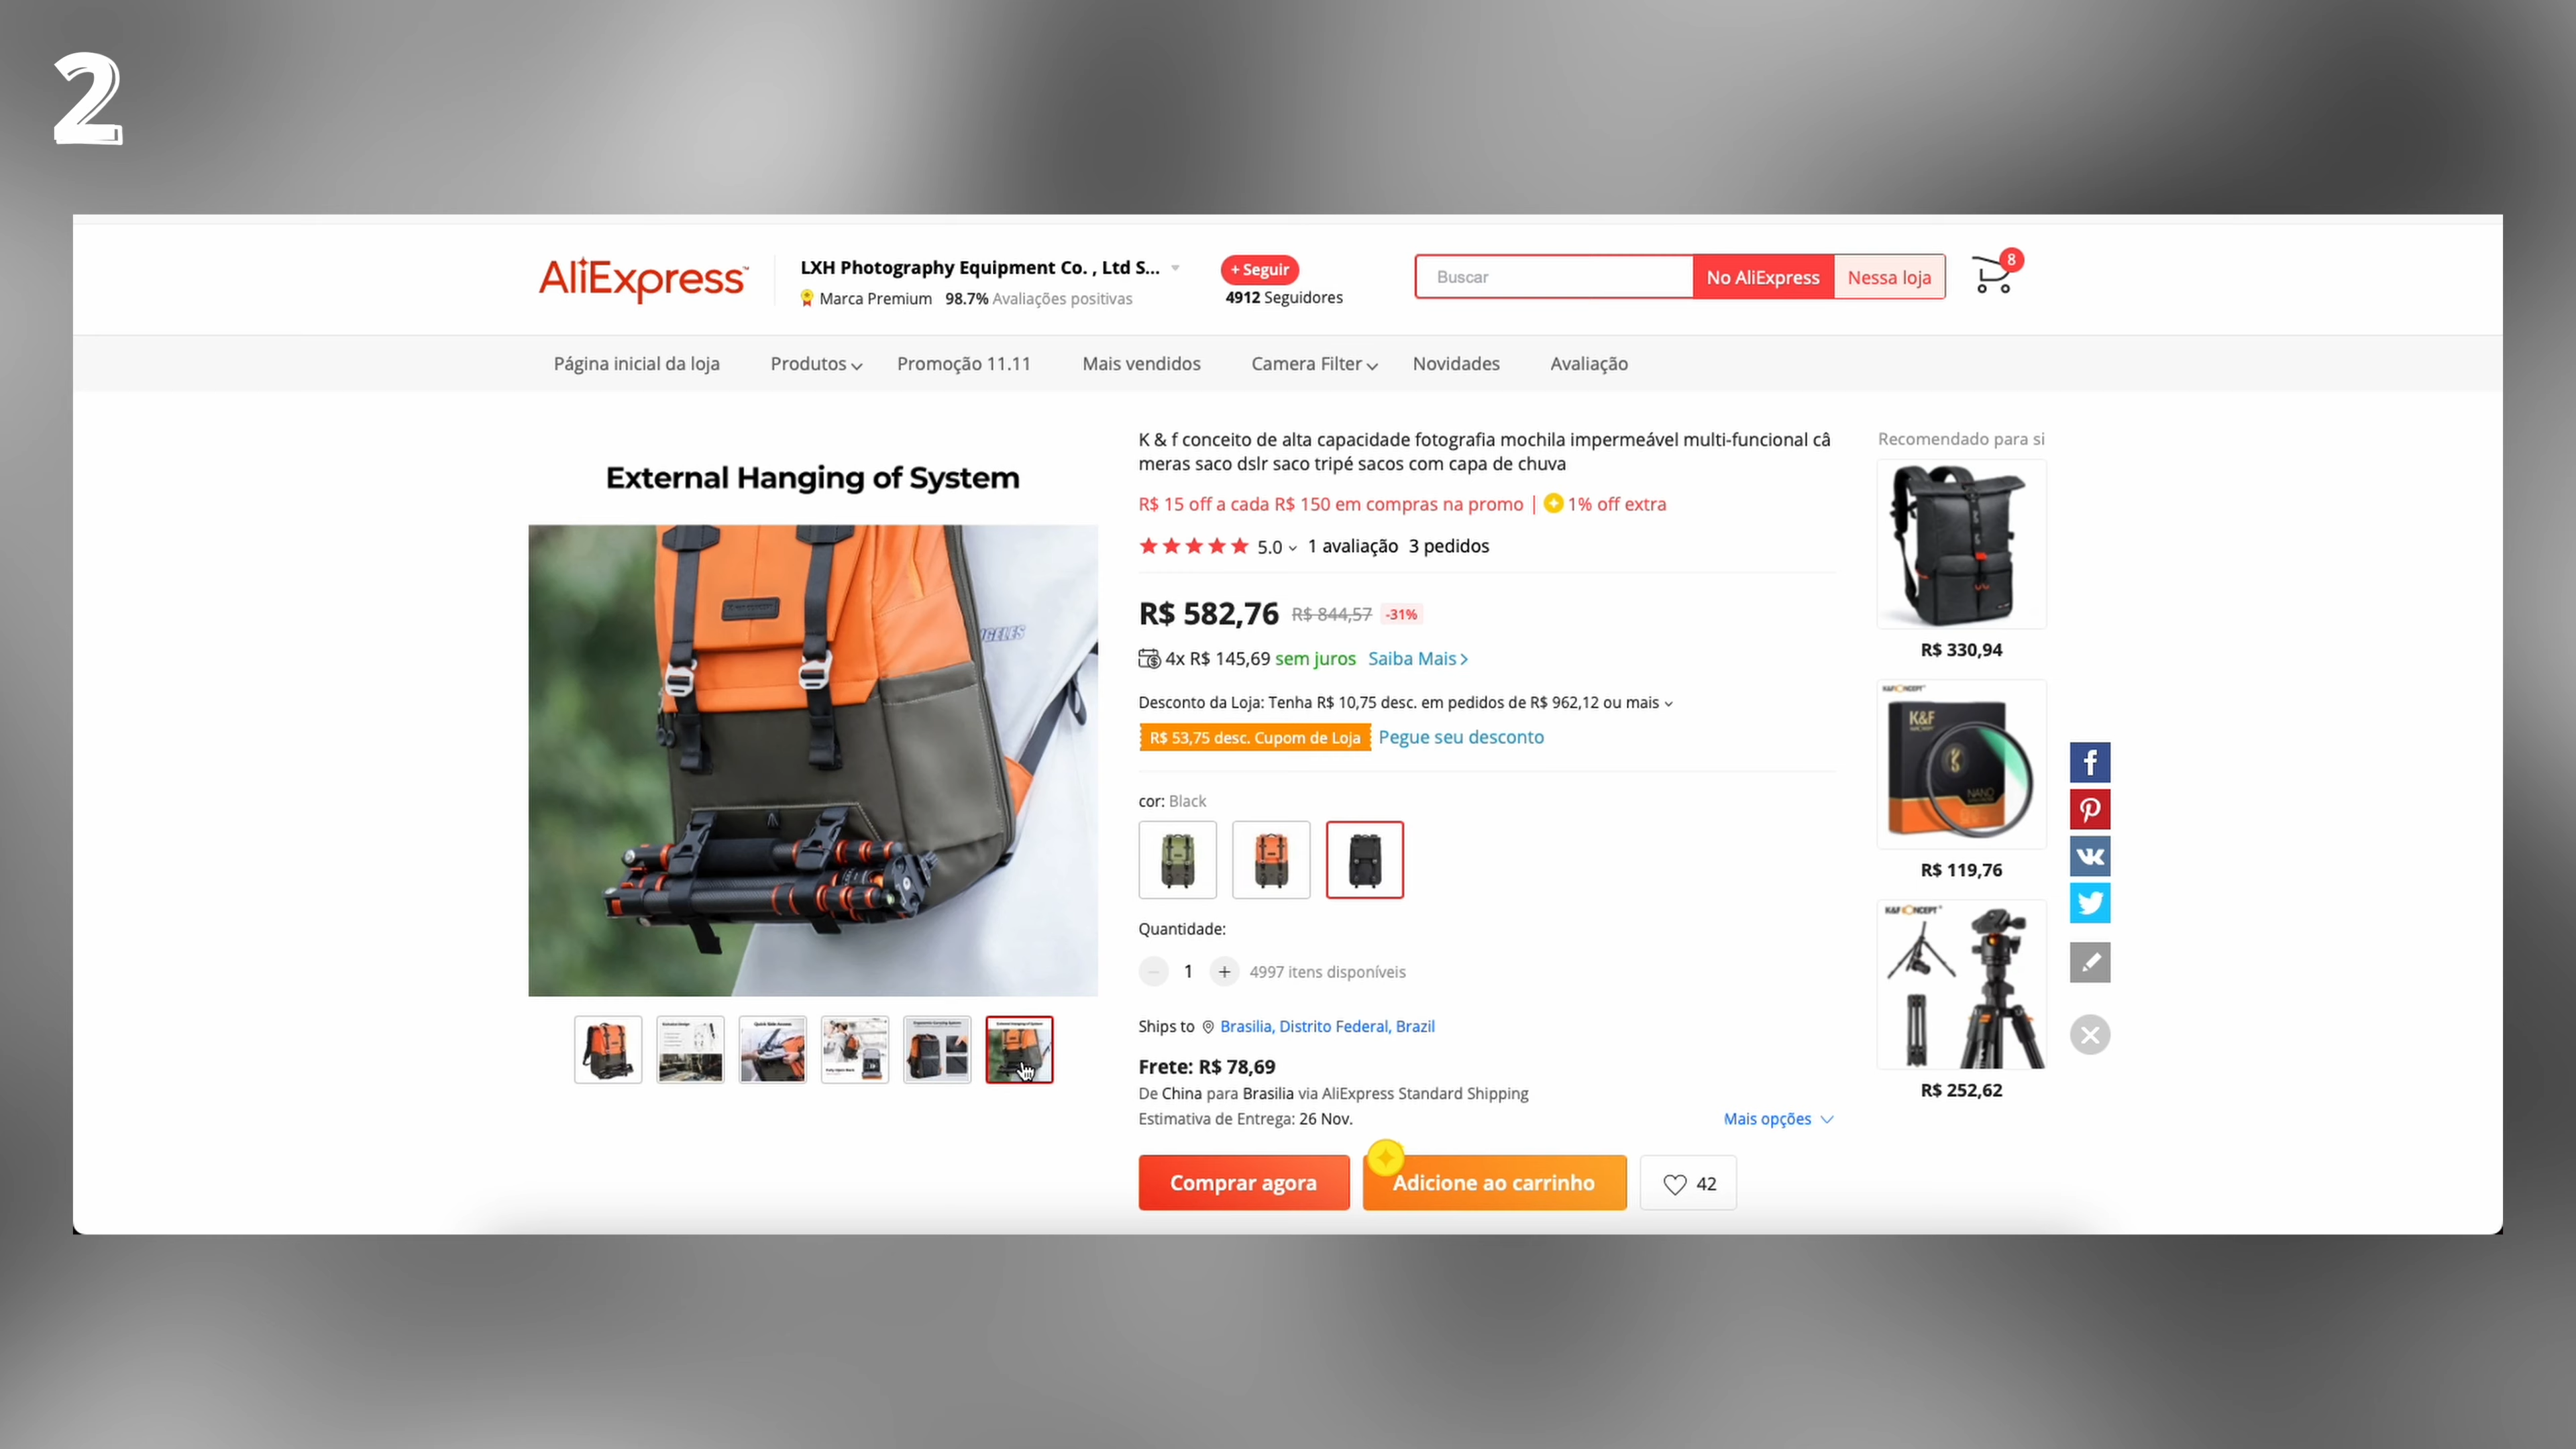 2
AliExpress
LXH Photography Equipment Co. , Ltd S...
Marca Premium 98.7% Avaliações positivas
+ Seguir
4912 Seguidores
Buscar
No AliExpress
Nessa loja
8
Página inicial da loja
Produtos
Promoção 11.11
Mais vendidos
Camera Filter
Novidades
Avaliação
External Hanging of System
K & f conceito de alta capacidade fotografia mochila impermeável multi-funcional câ
meras saco dslr saco tripé sacos com capa de chuva
R$ 15 off a cada R$ 150 em compras na promo | 1% off extra
5.0 1 avaliação 3 pedidos
R$ 582,76 R$ 844,57 -31%
4x R$ 145,69 sem juros Saiba Mais
Desconto da Loja: Tenha R$ 10,75 desc. em pedidos de R$ 962,12 ou mais
R$ 53,75 desc. Cupom de Loja Pegue seu desconto
cor: Black
Quantidade:
1 4997 itens disponíveis
Ships to Brasilia, Distrito Federal, Brazil
Frete: R$ 78,69
De China para Brasilia via AliExpress Standard Shipping
Estimativa de Entrega: 26 Nov.
Mais opções
Comprar agora
Adicione ao carrinho
42
Recomendado para si
R$ 330,94
K&F CONCEPT
K&F
NANO
R$ 119,76
K&F CONCEPT
R$ 252,62